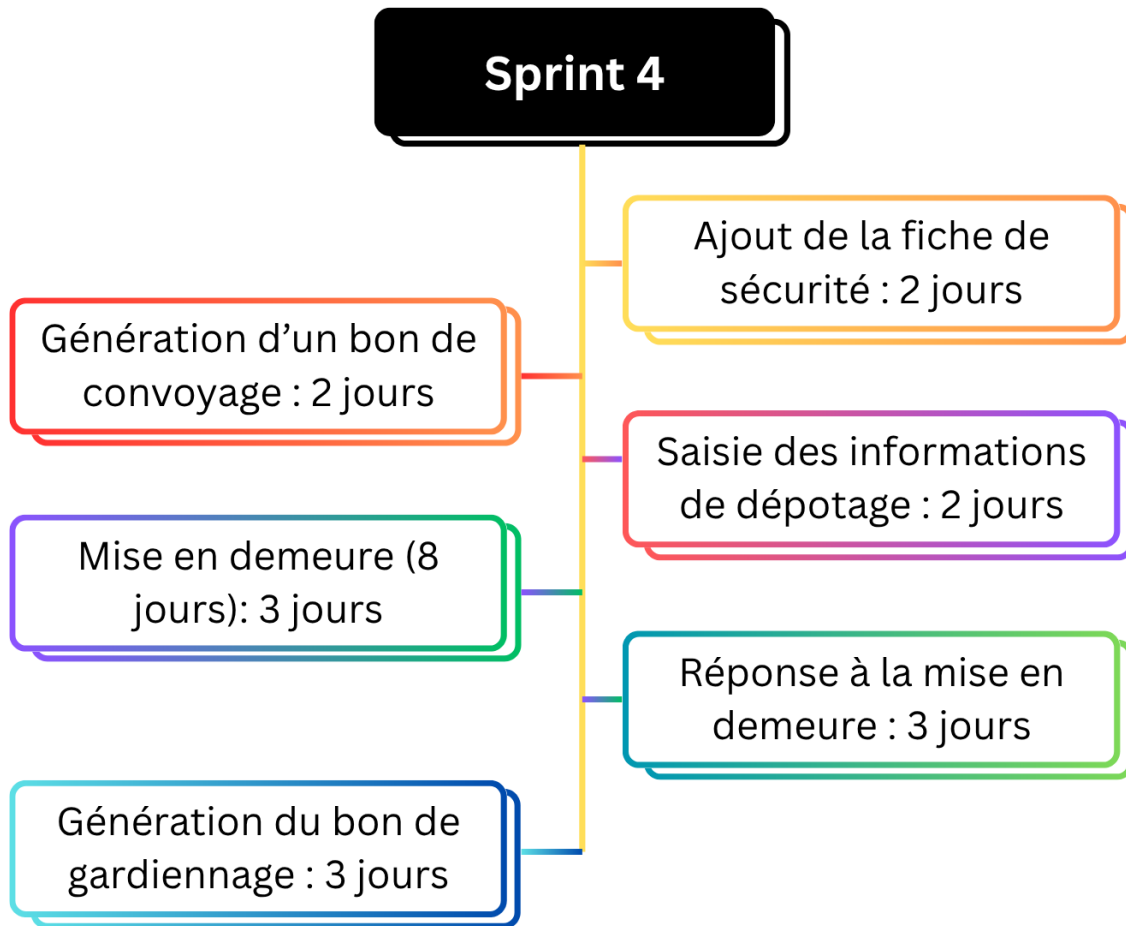 Sprint 4
Ajout de la fiche de
sécurité : 2 jours
Génération d’un bon de
convoyage : 2 jours
Saisie des informations
de dépotage : 2 jours
Mise en demeure (8
jours): 3 jours
Réponse à la mise en
demeure : 3 jours
Génération du bon de
gardiennage : 3 jours